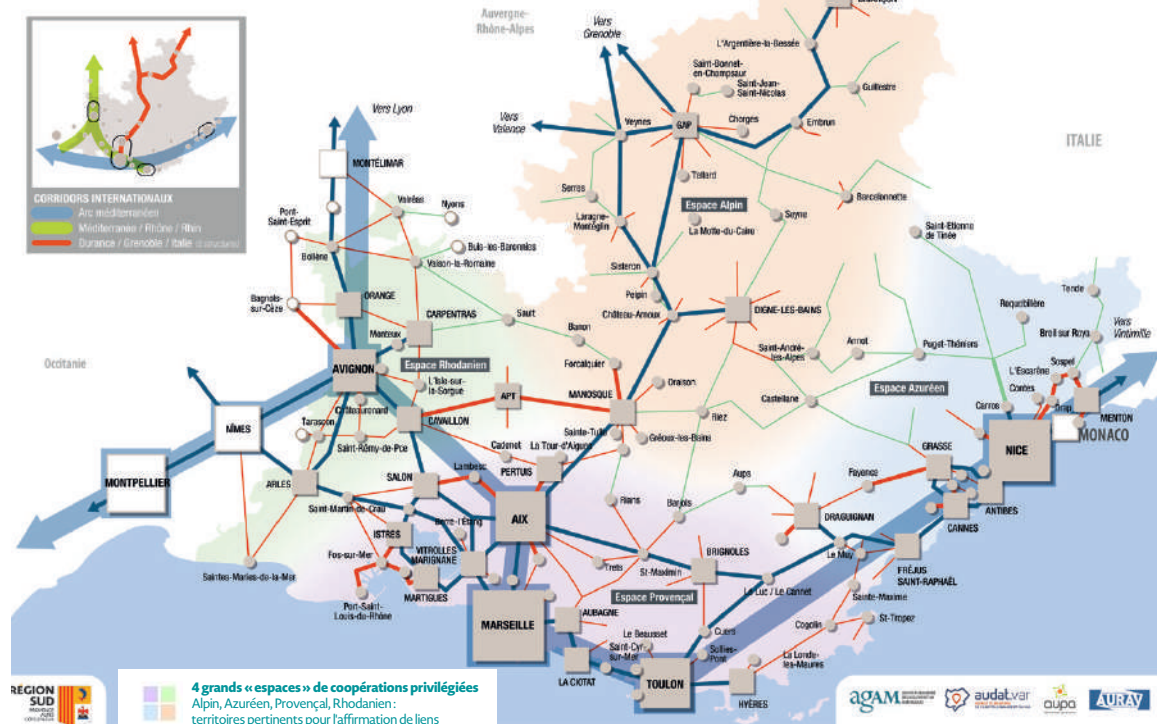 Auvergne-
Rhône-Alpes
Vers
Grenoble
L'Argentière-la-Bessée
Saint-Bonnet-
en-Champsaur
Saint-Jean-
Saint-Nicolas
Guillestre
Vers Lyon
Vers
Valence
Veynes
GAP
Chorges
Embrun
ITALIE
MONTÉLIMAR
Tallard
CORRIDORS INTERNATIONAUX
Arc méditerranéen
Méditerranée / Rhône / Rhin
Durance / Grenoble / Italie
Pont-
Saint-Esprit
Valréas
Nyons
Serres
Espace Alpin
Barcelonnette
Laragne-
Montéglin
Seyne
La Motte-du-Caire
Saint-Etienne
de Tinée
Buis-les-Baronnies
Bollène
Vaison-la-Romaine
Sisteron
Peipin
Tende
Roquebillère
Bagnols-
sur-Cèze
ORANGE
CARPENTRAS
Sault
Château-Arnoux
DIGNE-LES-BAINS
Breil sur Roya
Vers
Vintimille
Monteux
Banon
Occitanie
AVIGNON
Espace Rhodanien
Forcalquier
Saint-André-
les-Alpes
Annot
Puget-Théniers
Sospel
L'Escarène
L'Isle-sur-
la-Sorgue
APT
MANOSQUE
Oraison
Espace Azuréen
Contes
Châteaurenard
CAVAILLON
Riez
Castellane
Carros
Drap
MENTON
NÎMES
Tarascon
Saint-Rémy-de-Pce
Cadenet
La Tour-d'Aigues
Sainte-Tulle
Gréoux-les-Bains
GRASSE
NICE
MONACO
MONTPELLIER
ARLES
SALON
Lambesc
PERTUIS
Aups
Fayence
Saint-Martin-de-Crau
Rians
Barjols
ANTIBES
AIX
DRAGUIGNAN
CANNES
Berre-l'Étang
ISTRES
VITROLLES
MARIGNANE
BRIGNOLES
Le Muy
Fos-sur-Mer
Saintes-Maries-de-la-Mer
Trets
St-Maximin
FRÉJUS
SAINT-RAPHAËL
MARTIGUES
Le Luc / Le Cannet
Port-Saint-
Louis-du-Rhône
Espace Provençal
Sainte-Maxime
AUBAGNE
MARSEILLE
St-Tropez
Le Beausset
Cuers
Cogolin
Saint-Cyr-
sur-Mer
Solliès-
Pont
La Londe-
les-Maures
LA CIOTAT
TOULON
HYÈRES
RÉGION
SUD
4 grands « espaces » de coopérations privilégiées
Alpin, Azuréen, Provençal, Rhodanien :
territoires pertinents pour l'affirmation de liens
agAM
audat.var
aupa
AURAV